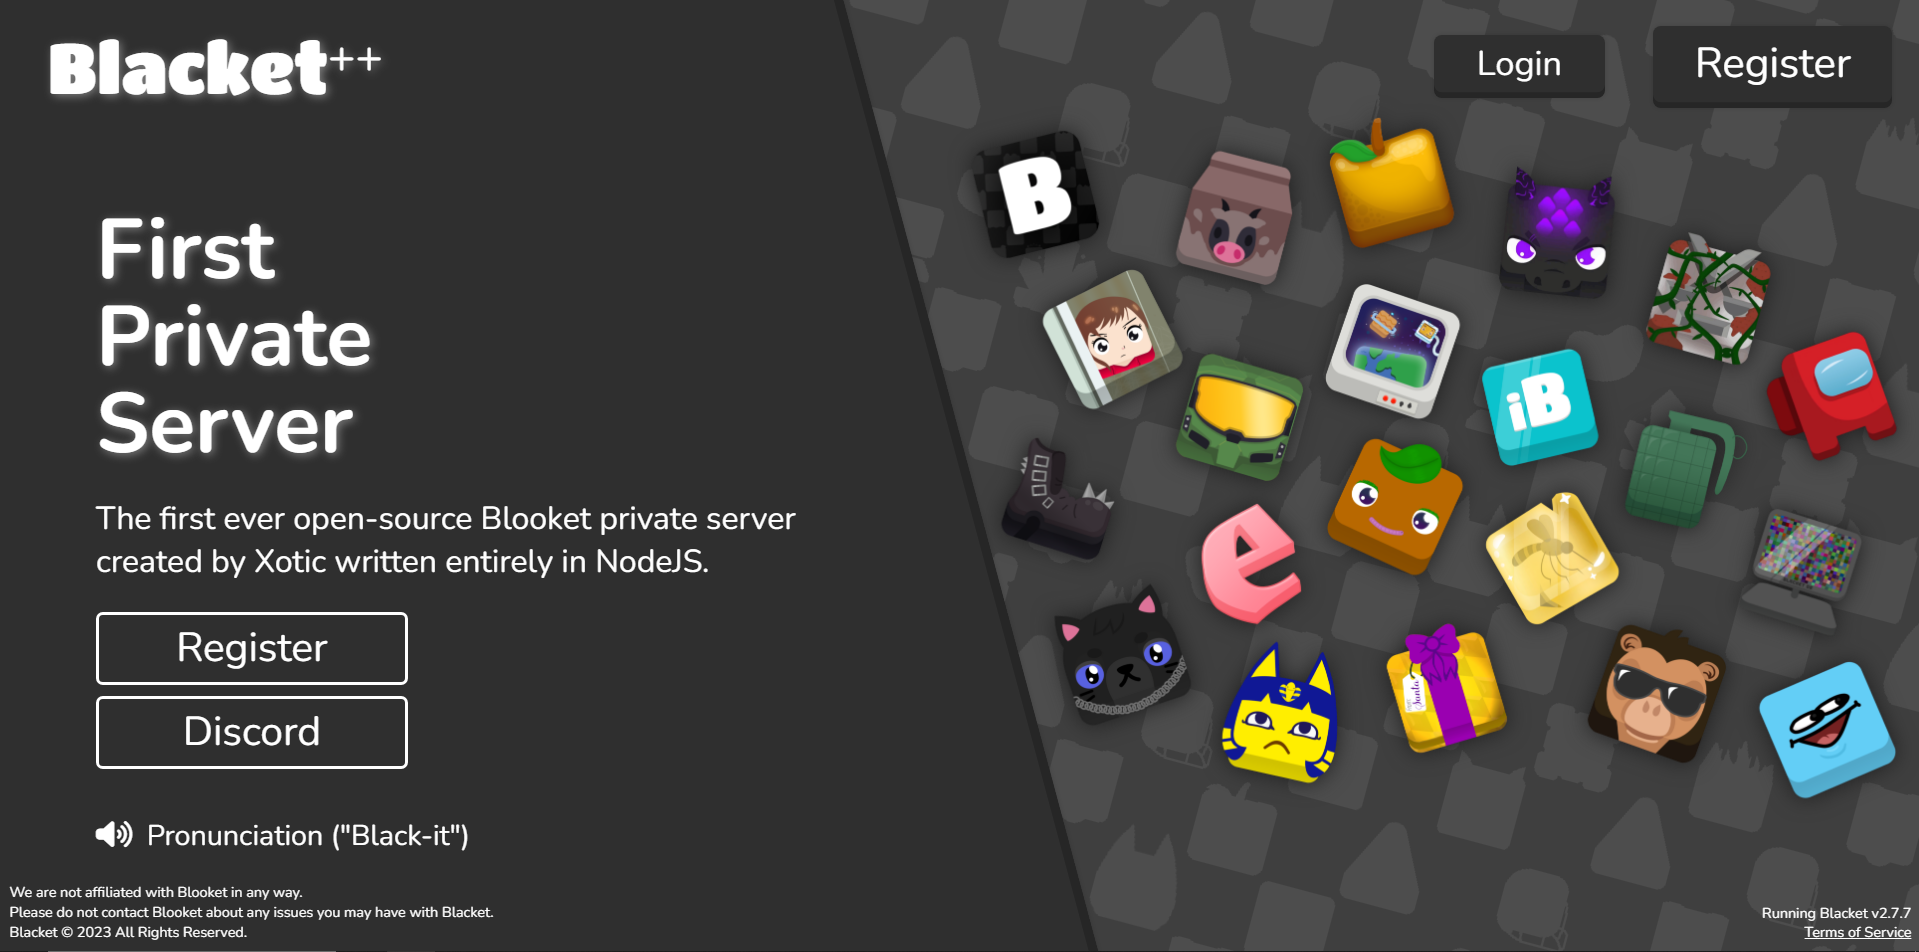 Blacket++
Login
Register
First
Private
Server
The first ever open-source Blooket private server
created by Xotic written entirely in NodeJS.
Register
Discord
Pronunciation ("Black-it")
We are not affiliated with Blooket in any way.
Please do not contact Blooket about any issues you may have with Blacket.
Blacket © 2023 All Rights Reserved.
B
iB
e
Santa
Running Blacket v2.7.7
Terms of Service